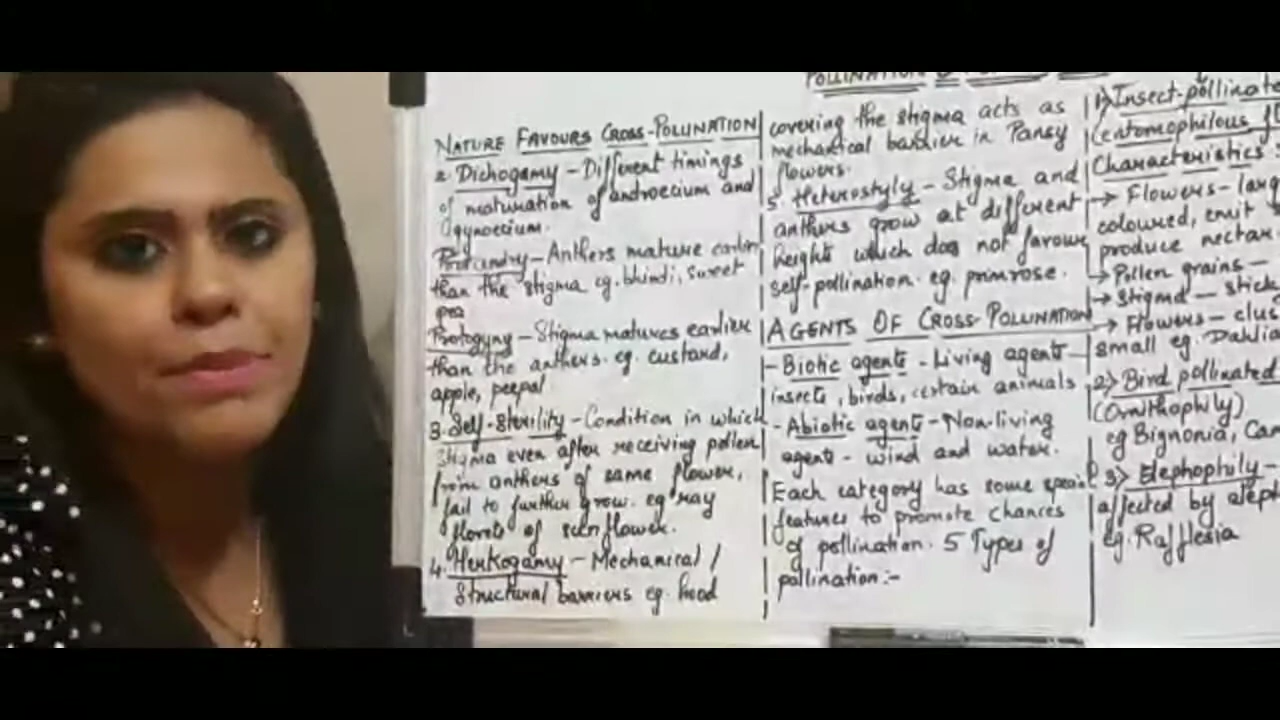 POLLINATION
NATURE FAVOURS CROSS-POLLINATION
2. Dichogamy - Different timings
of maturation of androecium and
gynoecium.
Protandry - Anthers mature earlier
than the stigma eg. bhindi, sweet
pea
Protogyny - Stigma matures earlier
than the anthers. eg. custard,
apple, peepal
3. Self-Sterility - Condition in which
stigma even after receiving pollen
from anthers of same flower,
fail to further grow. eg ray
florets of sunflower.
4. Herkogamy - Mechanical /
Structural barriers eg. hood
covering the stigma acts as
mechanical barrier in Pansy
flowers.
5. Heterostyly - Stigma and
anthers grow at different
heights which does not favour
self-pollination. eg. primrose.
AGENTS OF CROSS POLLINATION
- Biotic agents - Living agents
insects, birds, certain animals
- Abiotic agents - Non-living
agents - wind and water.
Each category has some special
features to promote chances
of pollination. 5 Types of
pollination:-
1) Insect-pollinate
(entomophilous fl
Characteristics
→ Flowers - larg
coloured, emit
produce nectar
→ Pollen grains -
→ Stigma - stick
→ Flowers - clus
small eg. Dahlia
2) Bird pollinated
(Ornithophily)
eg Bignonia, Can
3) Elephophily -
affected by eleph
eg. Rafflesia